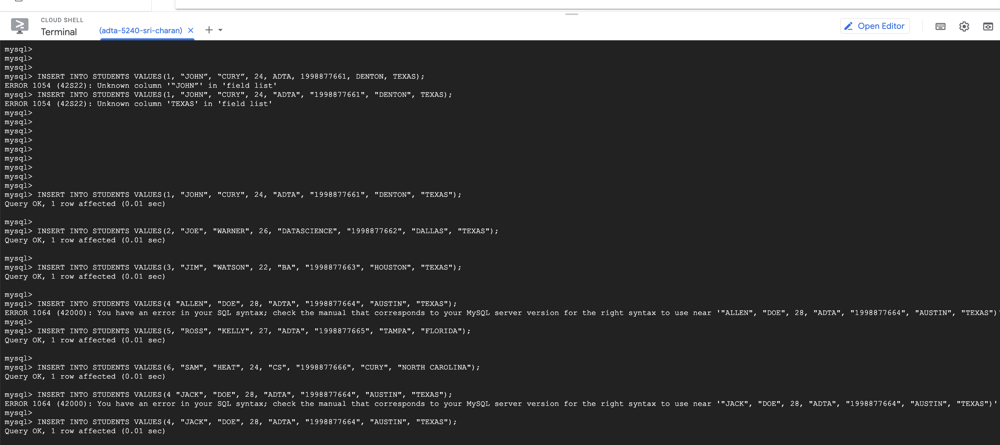 CLOUD SHELL
Terminal
(adta-5240-sri-charan)
Open Editor
mysql>
mysql>
mysql>
mysql> INSERT INTO STUDENTS VALUES(1, “JOHN”, “CURY”, 24, ADTA, 1998877661, DENTON, TEXAS);
ERROR 1054 (42S22): Unknown column '“JOHN”' in 'field list'
mysql> INSERT INTO STUDENTS VALUES(1, "JOHN", "CURY", 24, "ADTA", "1998877661", "DENTON", TEXAS);
ERROR 1054 (42S22): Unknown column 'TEXAS' in 'field list'
mysql>
mysql>
mysql>
mysql>
mysql>
mysql>
mysql>
mysql>
mysql>
mysql> INSERT INTO STUDENTS VALUES(1, "JOHN", "CURY", 24, "ADTA", "1998877661", "DENTON", "TEXAS");
Query OK, 1 row affected (0.01 sec)
mysql>
mysql> INSERT INTO STUDENTS VALUES(2, "JOE", "WARNER", 26, "DATASCIENCE", "1998877662", "DALLAS", "TEXAS");
Query OK, 1 row affected (0.01 sec)
mysql>
mysql> INSERT INTO STUDENTS VALUES(3, "JIM", "WATSON", 22, "BA", "1998877663", "HOUSTON", "TEXAS");
Query OK, 1 row affected (0.01 sec)
mysql>
mysql> INSERT INTO STUDENTS VALUES(4 "ALLEN", "DOE", 28, "ADTA", "1998877664", "AUSTIN", "TEXAS");
ERROR 1064 (42000): You have an error in your SQL syntax; check the manual that corresponds to your MySQL server version for the right syntax to use near '"ALLEN", "DOE", 28, "ADTA", "1998877664", "AUSTIN", "TEXAS")'
mysql>
mysql> INSERT INTO STUDENTS VALUES(5, "ROSS", "KELLY", 27, "ADTA", "1998877665", "TAMPA", "FLORIDA");
Query OK, 1 row affected (0.01 sec)
mysql>
mysql> INSERT INTO STUDENTS VALUES(6, "SAM", "HEAT", 24, "CS", "1998877666", "CURY", "NORTH CAROLINA");
Query OK, 1 row affected (0.01 sec)
mysql> INSERT INTO STUDENTS VALUES(4 "JACK", "DOE", 28, "ADTA", "1998877664", "AUSTIN", "TEXAS");
ERROR 1064 (42000): You have an error in your SQL syntax; check the manual that corresponds to your MySQL server version for the right syntax to use near '"JACK", "DOE", 28, "ADTA", "1998877664", "AUSTIN", "TEXAS")'
mysql>
mysql> INSERT INTO STUDENTS VALUES(4, "JACK", "DOE", 28, "ADTA", "1998877664", "AUSTIN", "TEXAS");
Query OK, 1 row affected (0.01 sec)